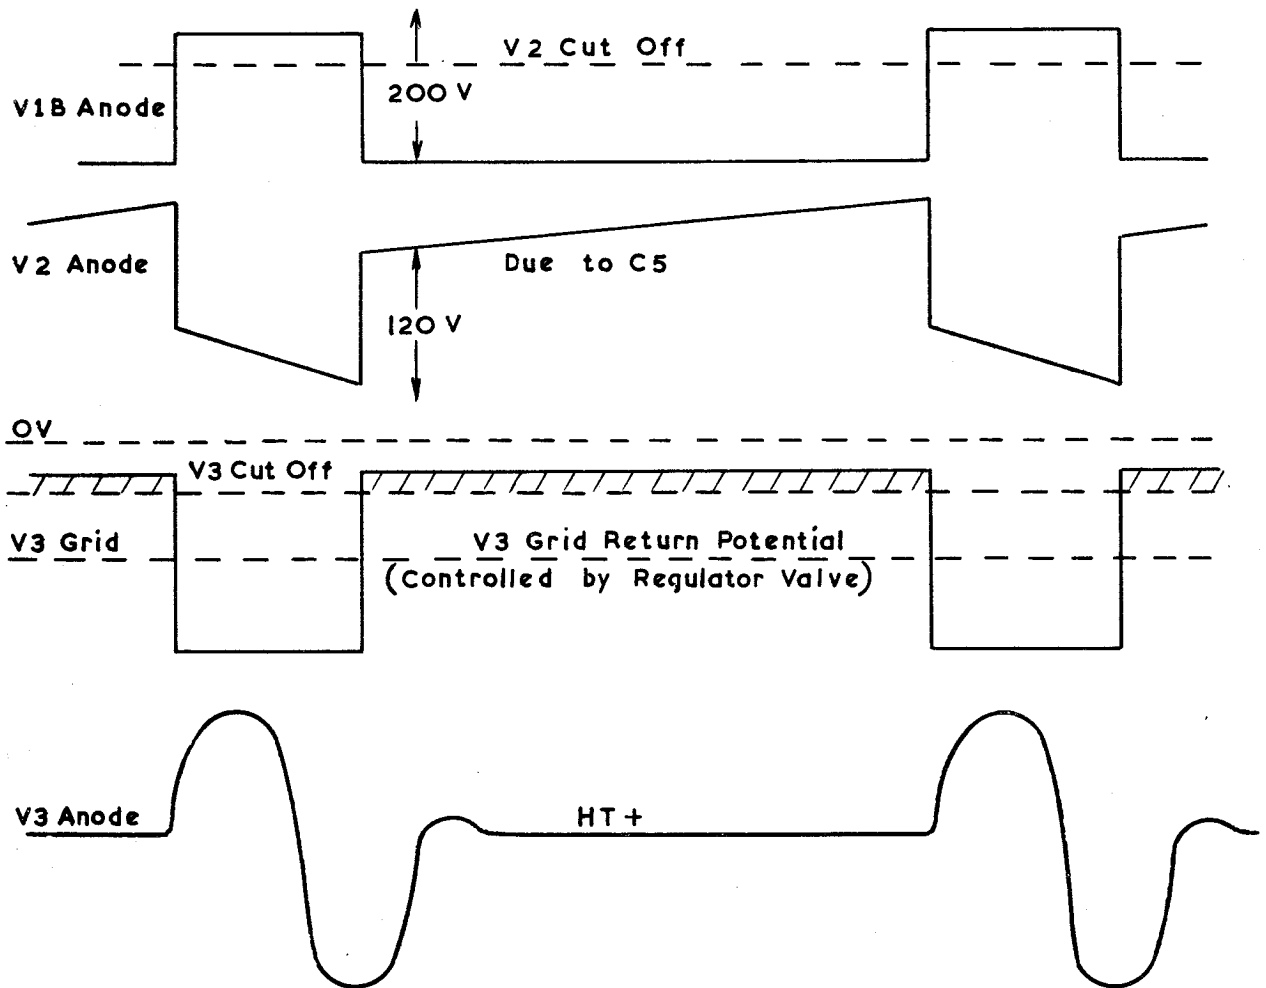 V2 Cut Off
V1B Anode
200 V
V2 Anode
Due to C5
120 V
OV
V3 Cut Off
V3 Grid
V3 Grid Return Potential
(Controlled by Regulator Valve)
V3 Anode
HT +